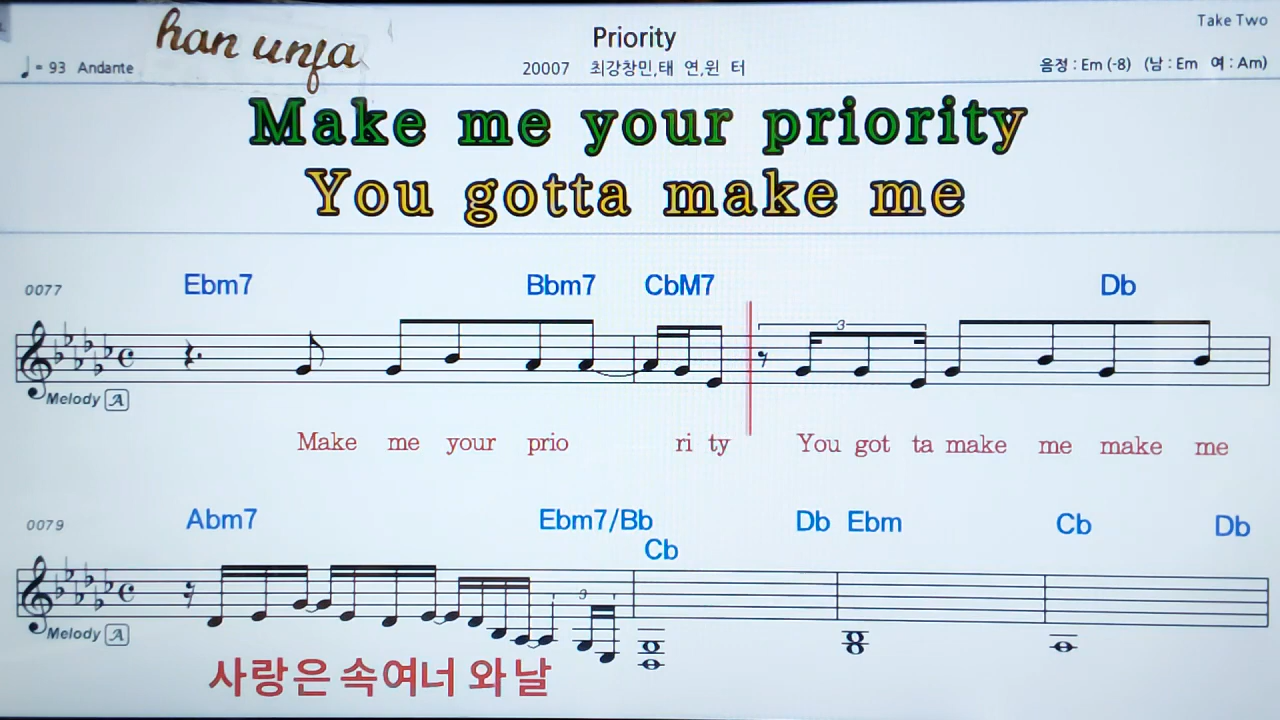 han unja
Priority
Take Two
♩= 93 Andante
20007 최강창민,태 연,윈 터
음정 : Em (-8) (남 : Em 여 : Am)
Make me your priority
You gotta make me
0077
Ebm7 Bbm7 CbM7 Db
3
Melody A
Make me your prio ri ty You got ta make me make me
0079
Abm7 Ebm7/Bb Db Ebm Cb Db
Cb
3
Melody A
사랑은 속여너 와날